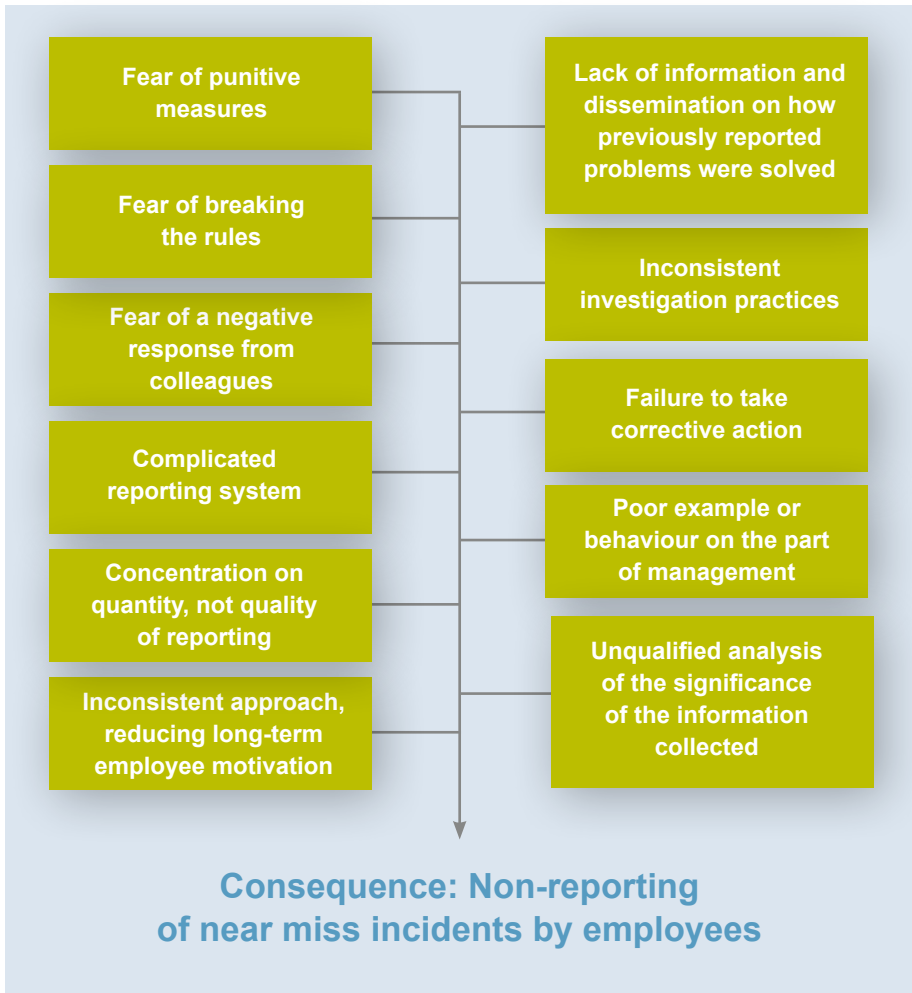 Fear of punitive
measures
Fear of breaking
the rules
Fear of a negative
response from
colleagues
Complicated
reporting system
Concentration on
quantity, not quality
of reporting
Inconsistent approach,
reducing long-term
employee motivation
Lack of information and
dissemination on how
previously reported
problems were solved
Inconsistent
investigation practices
Failure to take
corrective action
Poor example or
behaviour on the part
of management
Unqualified analysis
of the significance
of the information
collected
Consequence: Non-reporting
of near miss incidents by employees